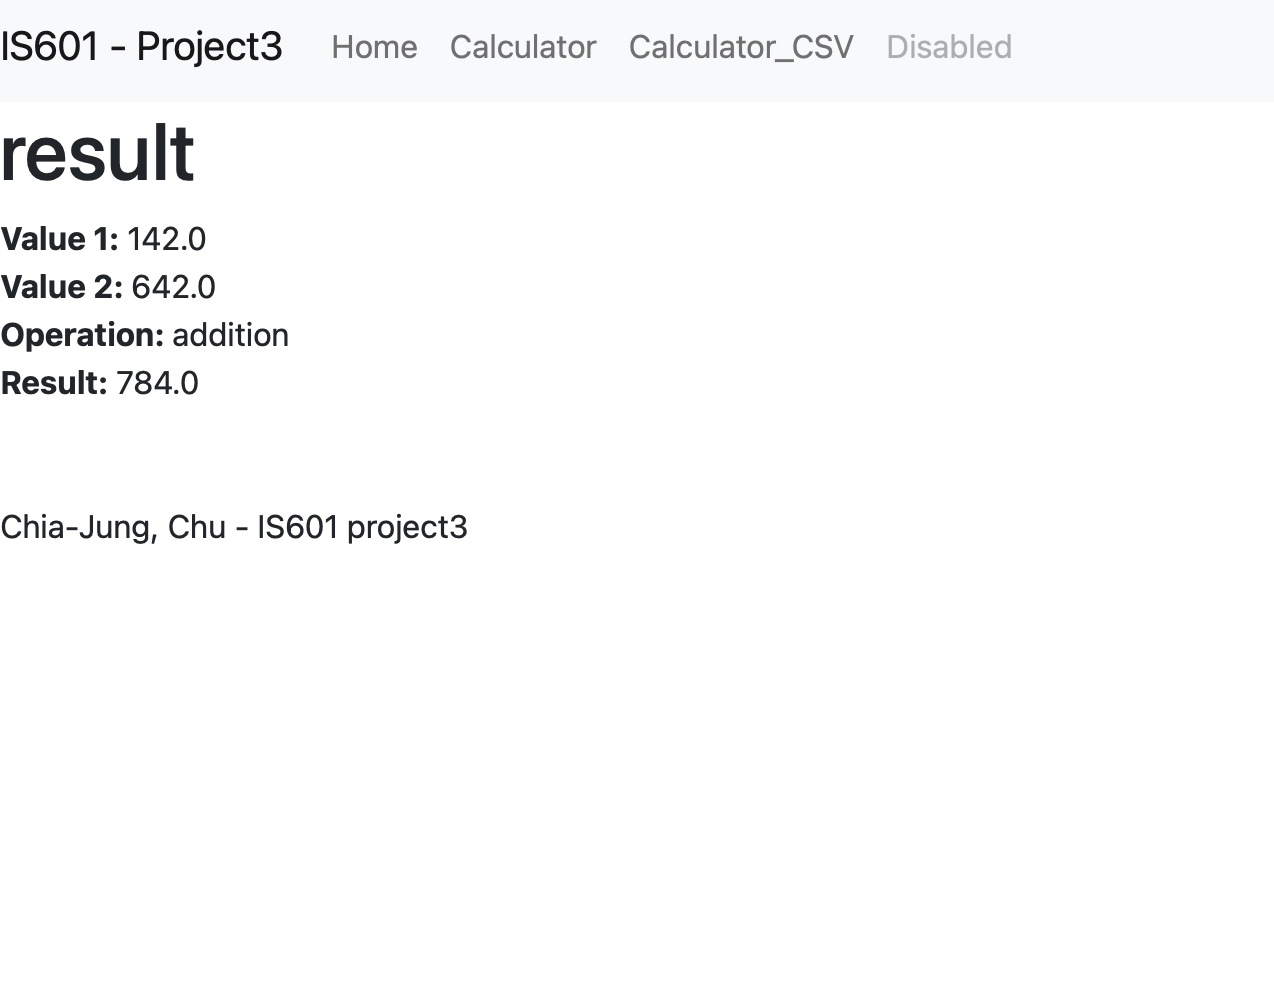 IS601 - Project3 Home Calculator Calculator_CSV Disabled
result
Value 1: 142.0
Value 2: 642.0
Operation: addition
Result: 784.0
Chia-Jung, Chu - IS601 project3